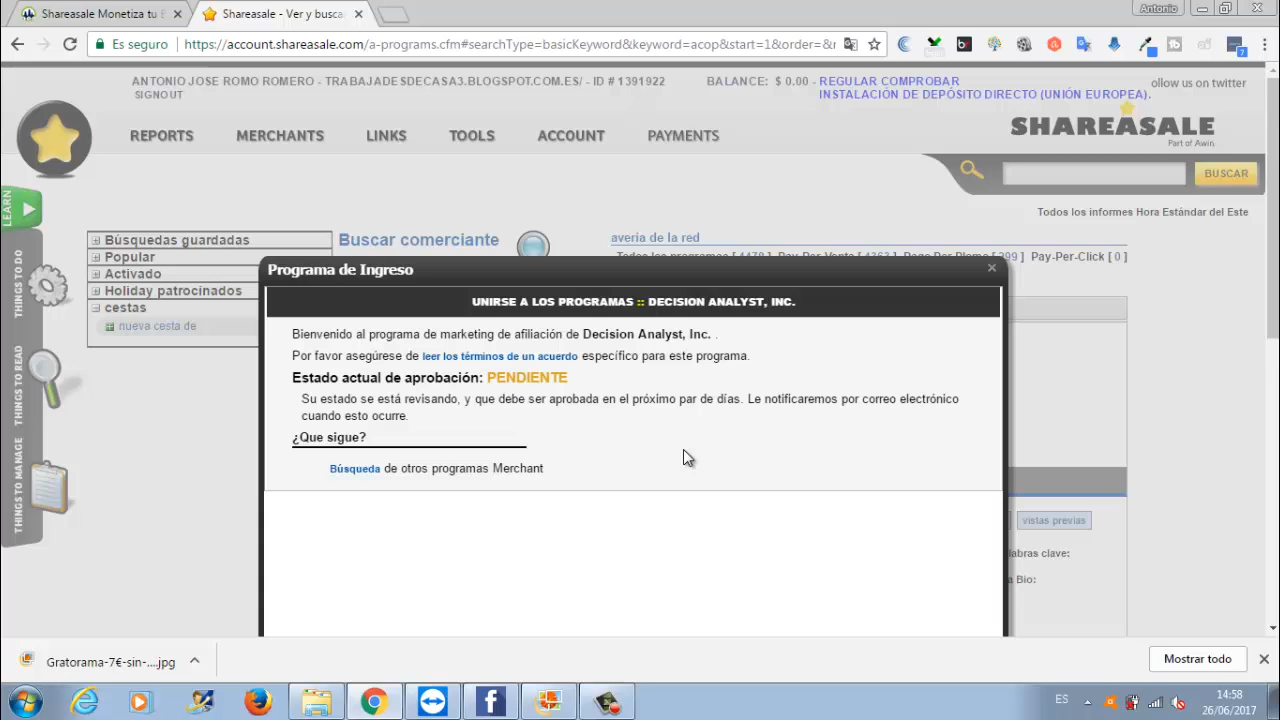 Shareasale Monetiza tu
Shareasale - Ver y busca
Antonio
Es seguro
https://account.shareasale.com/a-programs.cfm#searchType=basicKeyword&keyword=acop&start=1&order=&r
ANTONIO JOSE ROMO ROMERO - TRABAJADESDECASA3.BLOGSPOT.COM.ES/ - ID # 1391922
SIGNOUT
BALANCE: $ 0.00 - REGULAR COMPROBAR
INSTALACIÓN DE DEPÓSITO DIRECTO (UNIÓN EUROPEA).
ollow us on twitter
REPORTS MERCHANTS LINKS TOOLS ACCOUNT PAYMENTS
SHAREASALE
Part of Awin.
BUSCAR
LEARN
Todos los informes Hora Estándar del Este
THINGS TO DO
THINGS TO READ
THINGS TO MANAGE
Búsquedas guardadas
Popular
Activado
Holiday patrocinados
cestas
nueva cesta de
Buscar comerciante
avería de la red
Pay-Per-Click [ 0 ]
Programa de Ingreso
UNIRSE A LOS PROGRAMAS :: DECISION ANALYST, INC.
Bienvenido al programa de marketing de afiliación de Decision Analyst, Inc. .
Por favor asegúrese de leer los términos de un acuerdo específico para este programa.
Estado actual de aprobación: PENDIENTE
Su estado se está revisando, y que debe ser aprobada en el próximo par de días. Le notificaremos por correo electrónico
cuando esto ocurre.
¿Que sigue?
Búsqueda de otros programas Merchant
vistas previas
labras clave:
a Bio:
Gratorama-7€-sin-....jpg
Mostrar todo
ES
14:58
26/06/2017